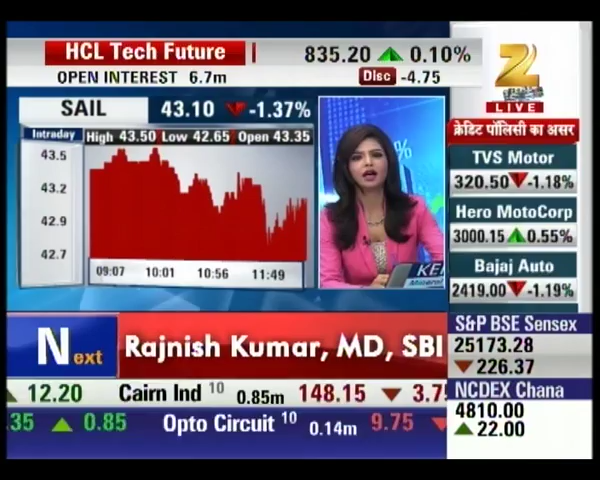 HCL Tech Future 835.20 0.10%
OPEN INTEREST 6.7m Disc -4.75
Z
LIVE
SAIL 43.10 -1.37%
Intraday High 43.50 Low 42.65 Open 43.35
43.5
43.2
42.9
42.7
09:07 10:01 10:56 11:49
%
KE
Mineral
क्रेडिट पॉलिसी का असर
TVS Motor
320.50 -1.18%
Hero MotoCorp
3000.15 0.55%
Bajaj Auto
2419.00 -1.19%
Next Rajnish Kumar, MD, SBI
S&P BSE Sensex
25173.28
226.37
NCDEX Chana
4810.00
22.00
12.20 Cairn Ind 10 0.85m 148.15 3.7
.35 0.85 Opto Circuit 10 0.14m 9.75